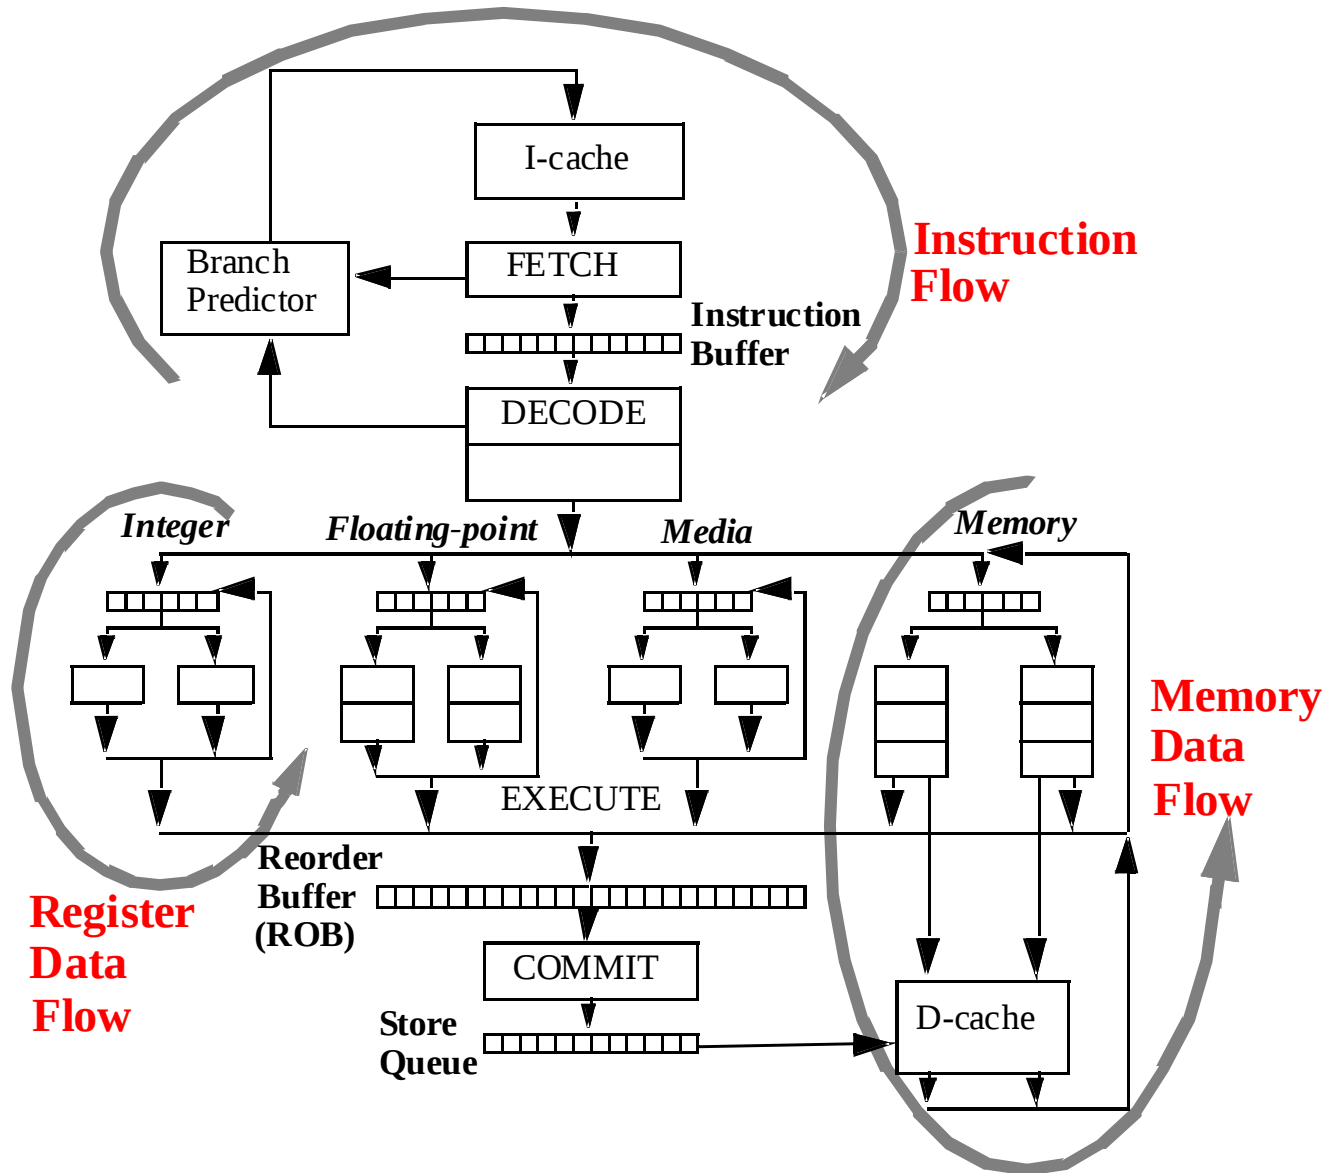 I-cache
Instruction
Flow
Branch
Predictor
FETCH
Instruction
Buffer
DECODE
Integer
Floating-point
Media
Memory
Memory
Data
Flow
EXECUTE
Reorder
Buffer
(ROB)
Register
Data
Flow
COMMIT
Store
Queue
D-cache